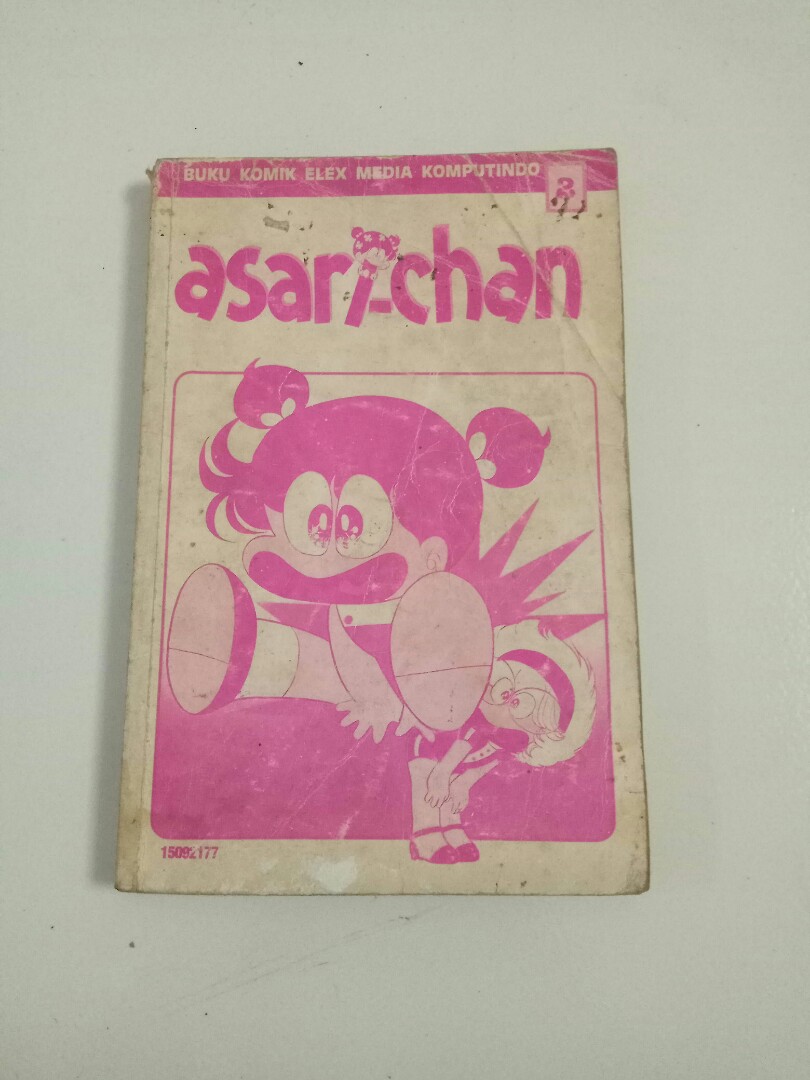 BUKU KOMIK ELEX MEDIA KOMPUTINDO
asari-chan
15092177